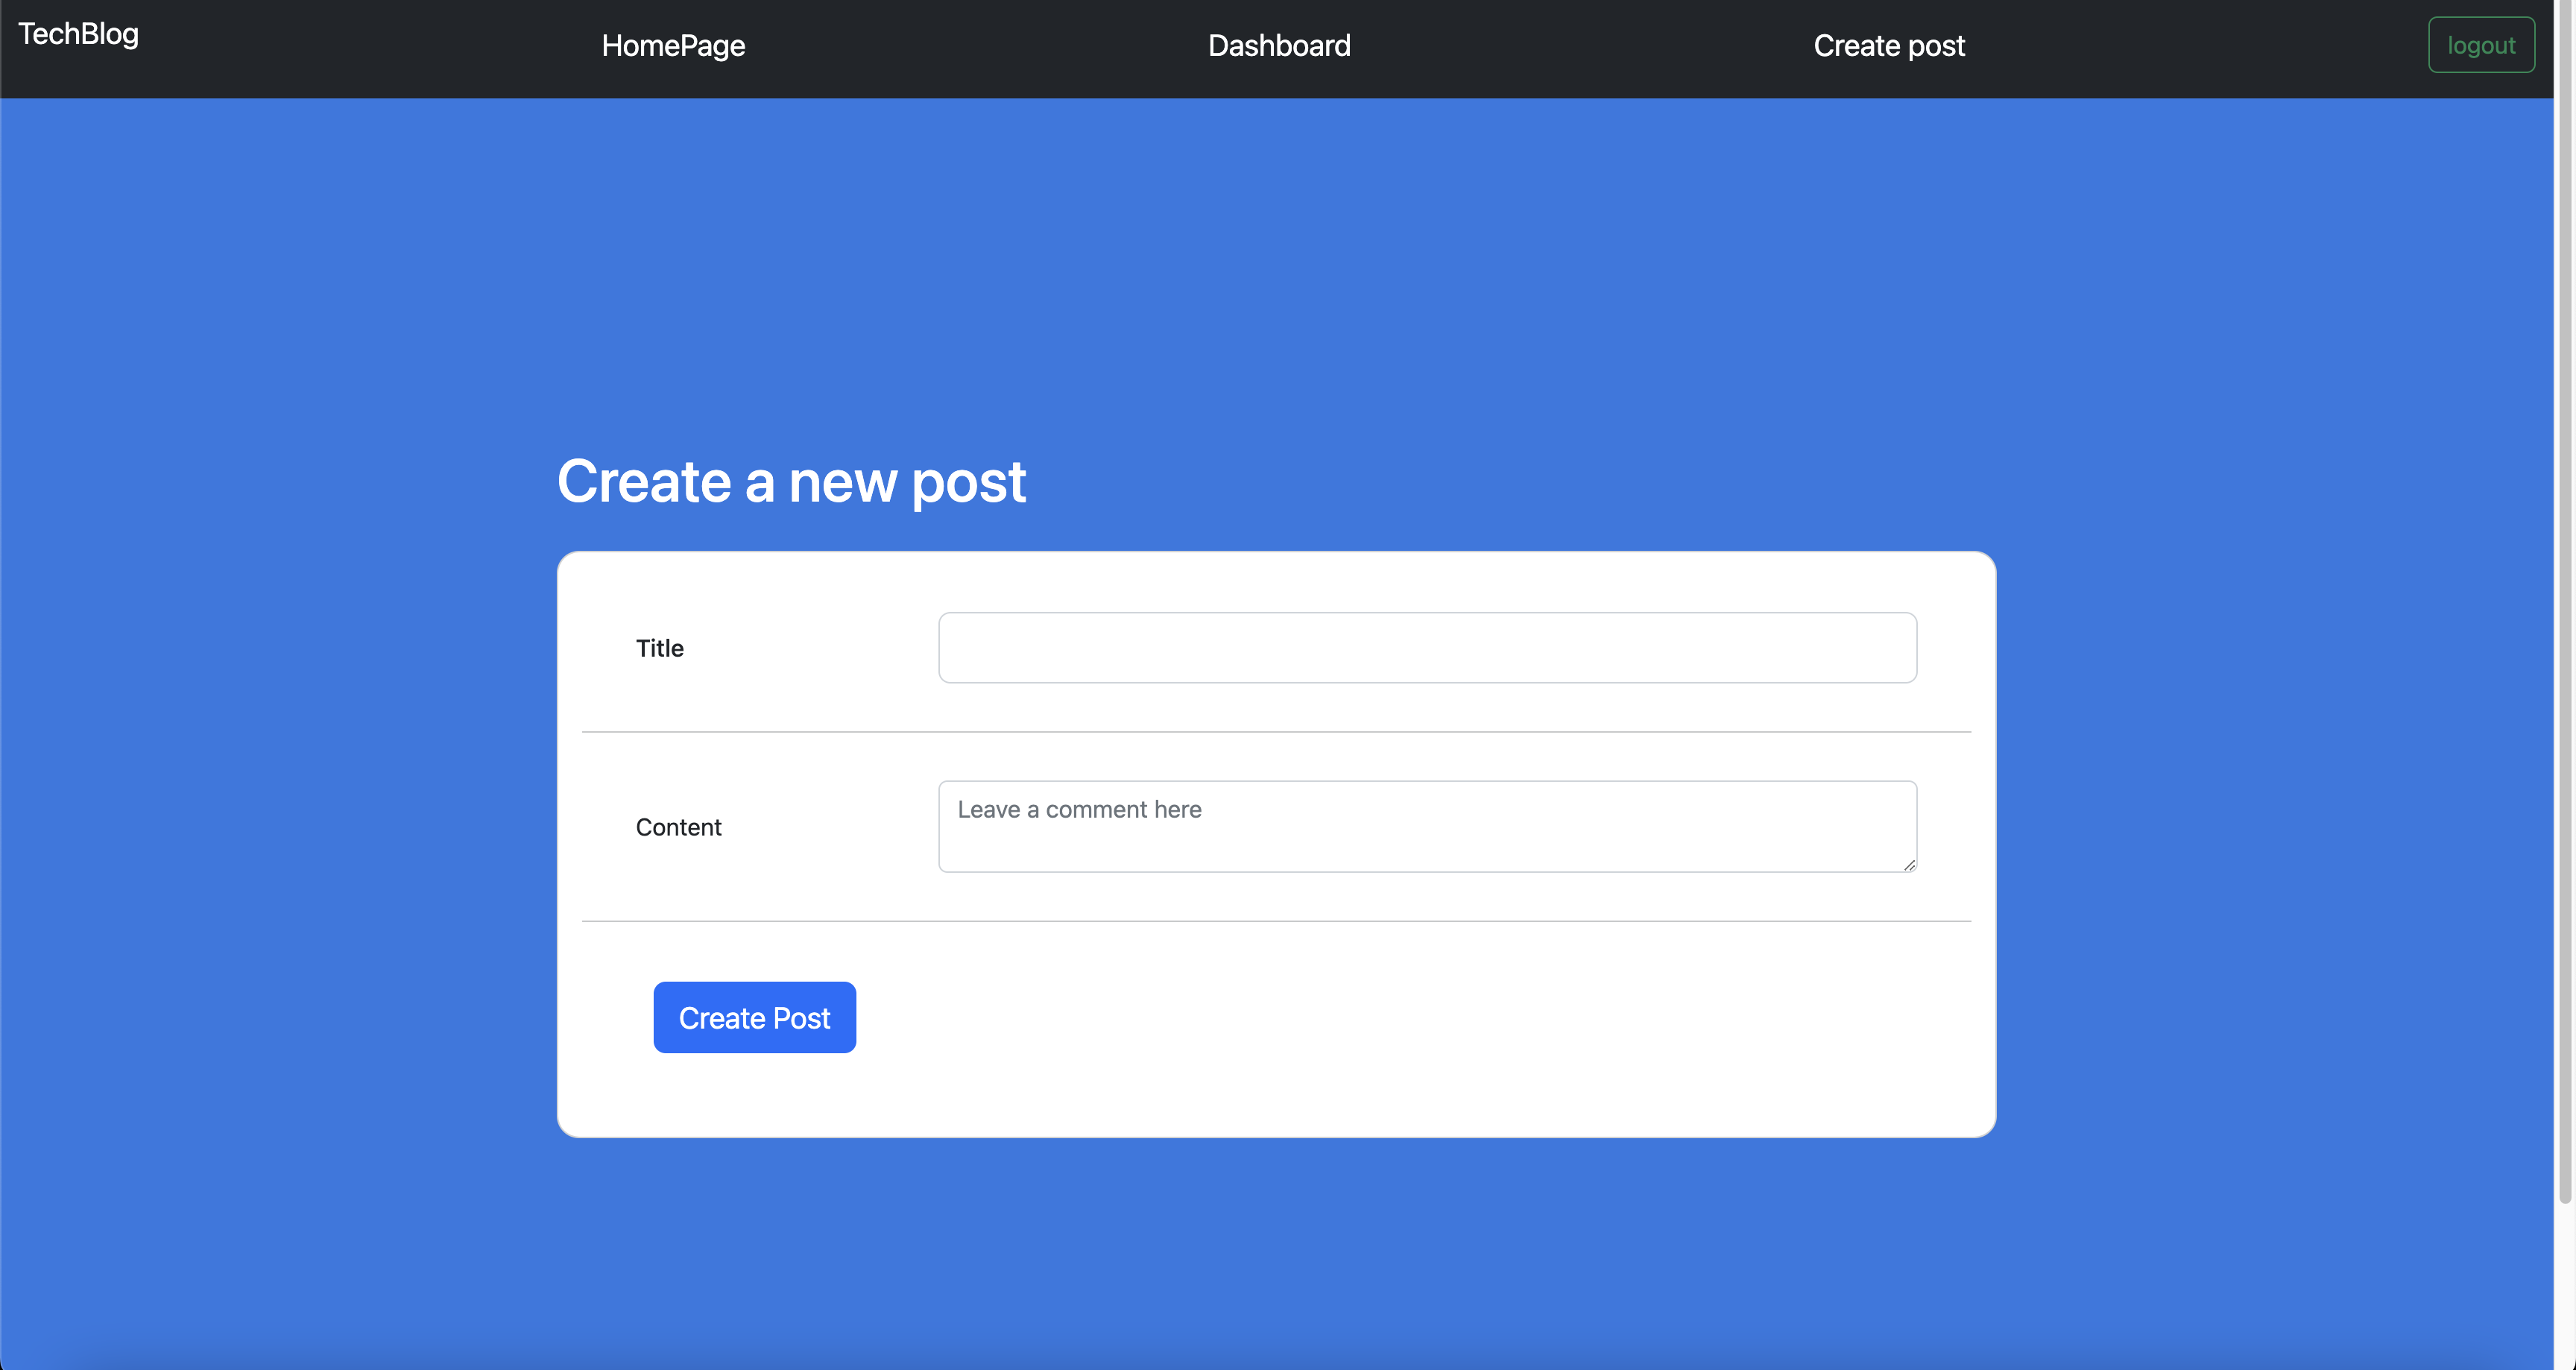 TechBlog
HomePage
Dashboard
Create post
logout
Create a new post
Title
Content
Leave a comment here
Create Post